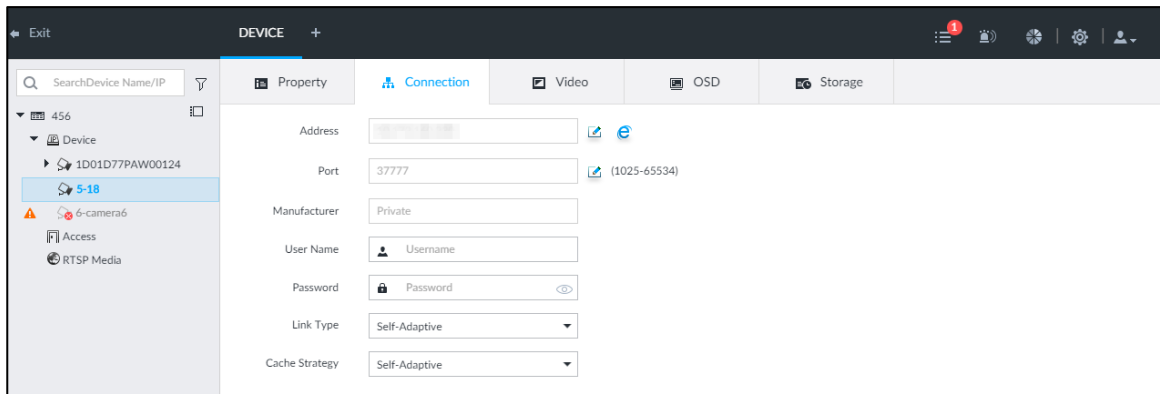 Exit
DEVICE +
1
SearchDevice Name/IP
Property
Connection
Video
OSD
Storage
456
Device
1D01D77PAW00124
5-18
6-camera6
Access
RTSP Media
Address
Port 37777 (1025-65534)
Manufacturer Private
User Name Username
Password Password
Link Type Self-Adaptive
Cache Strategy Self-Adaptive